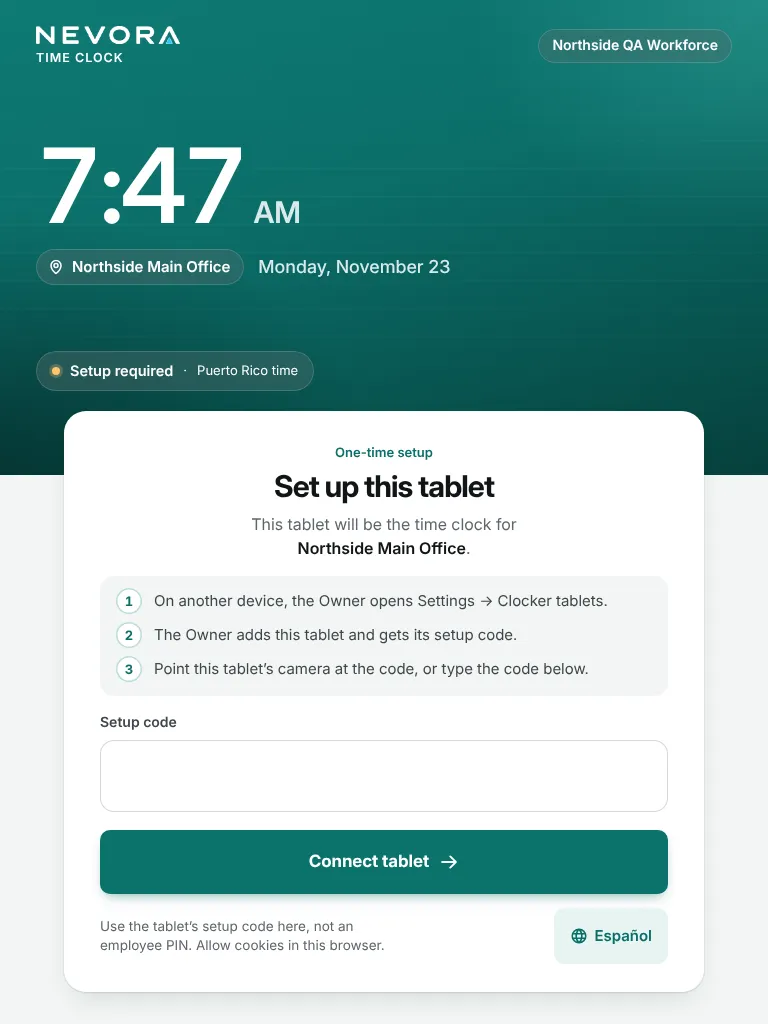 NEVORA
TIME CLOCK
Northside QA Workforce
7:47 AM
Northside Main Office
Monday, November 23
Setup required · Puerto Rico time
One-time setup
Set up this tablet
This tablet will be the time clock for
Northside Main Office.
1 On another device, the Owner opens Settings → Clocker tablets.
2 The Owner adds this tablet and gets its setup code.
3 Point this tablet’s camera at the code, or type the code below.
Setup code
Connect tablet →
Use the tablet’s setup code here, not an
employee PIN. Allow cookies in this browser.
Español